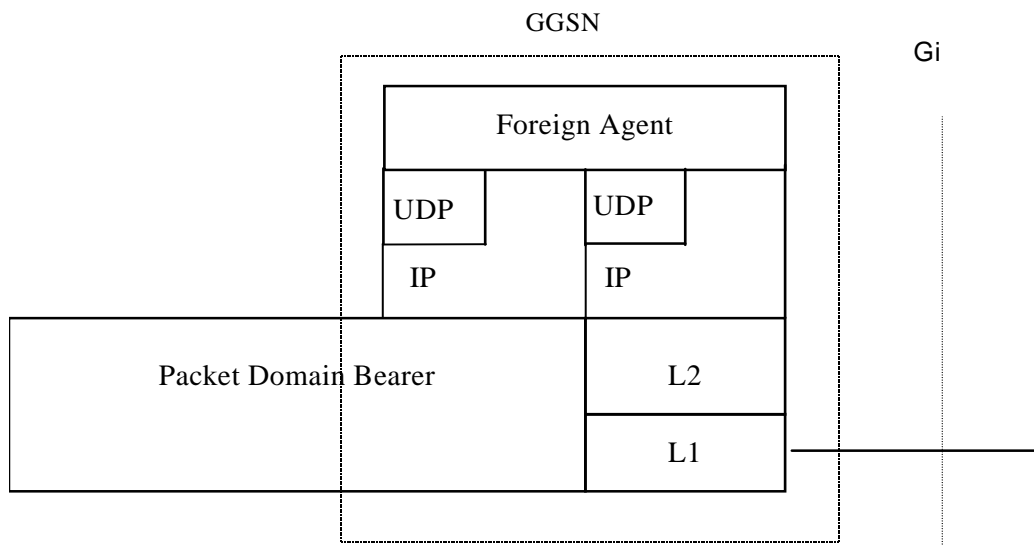 GGSN
Gi
Foreign Agent
UDP
UDP
IP
IP
Packet Domain Bearer
L2
L1